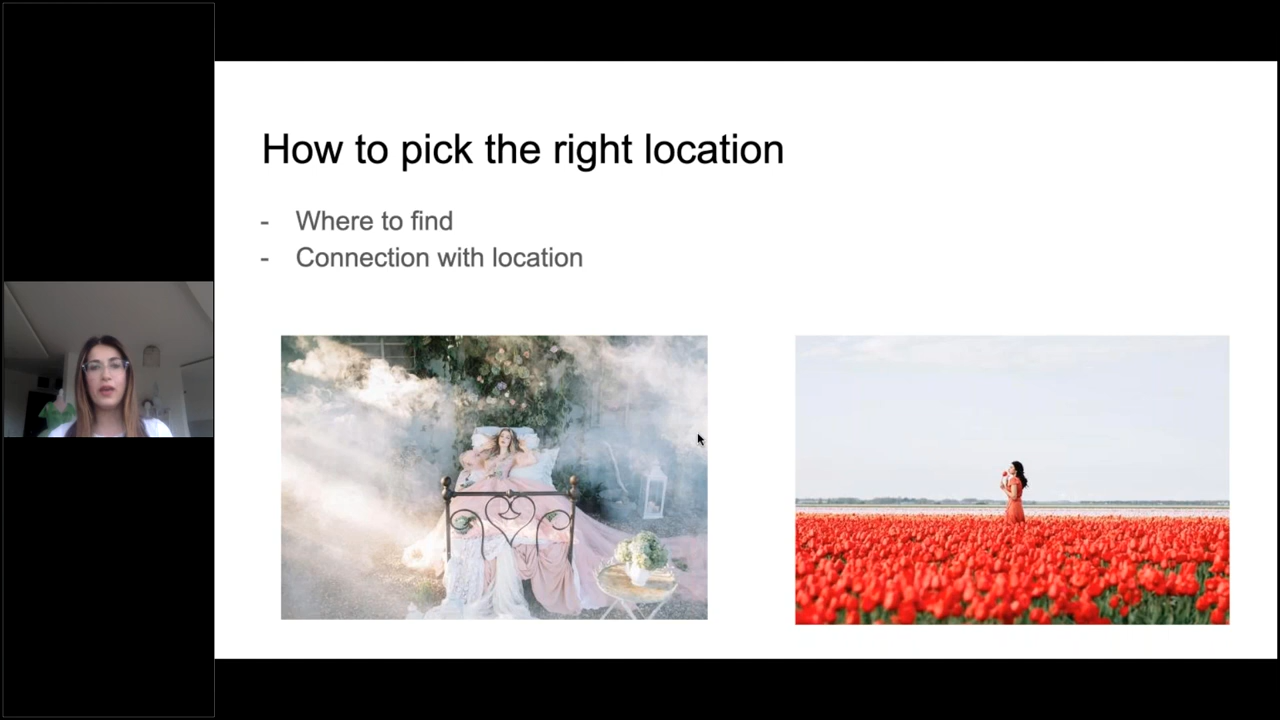 How to pick the right location
- Where to find
- Connection with location